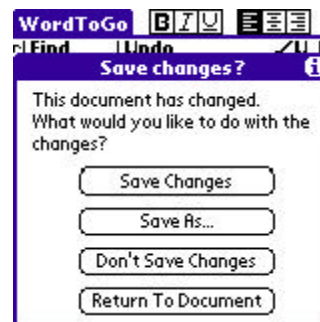 WordToGo B I U
Find Undo
Save changes? i
This document has changed.
What would you like to do with the
changes?
Save Changes
Save As...
Don't Save Changes
Return To Document